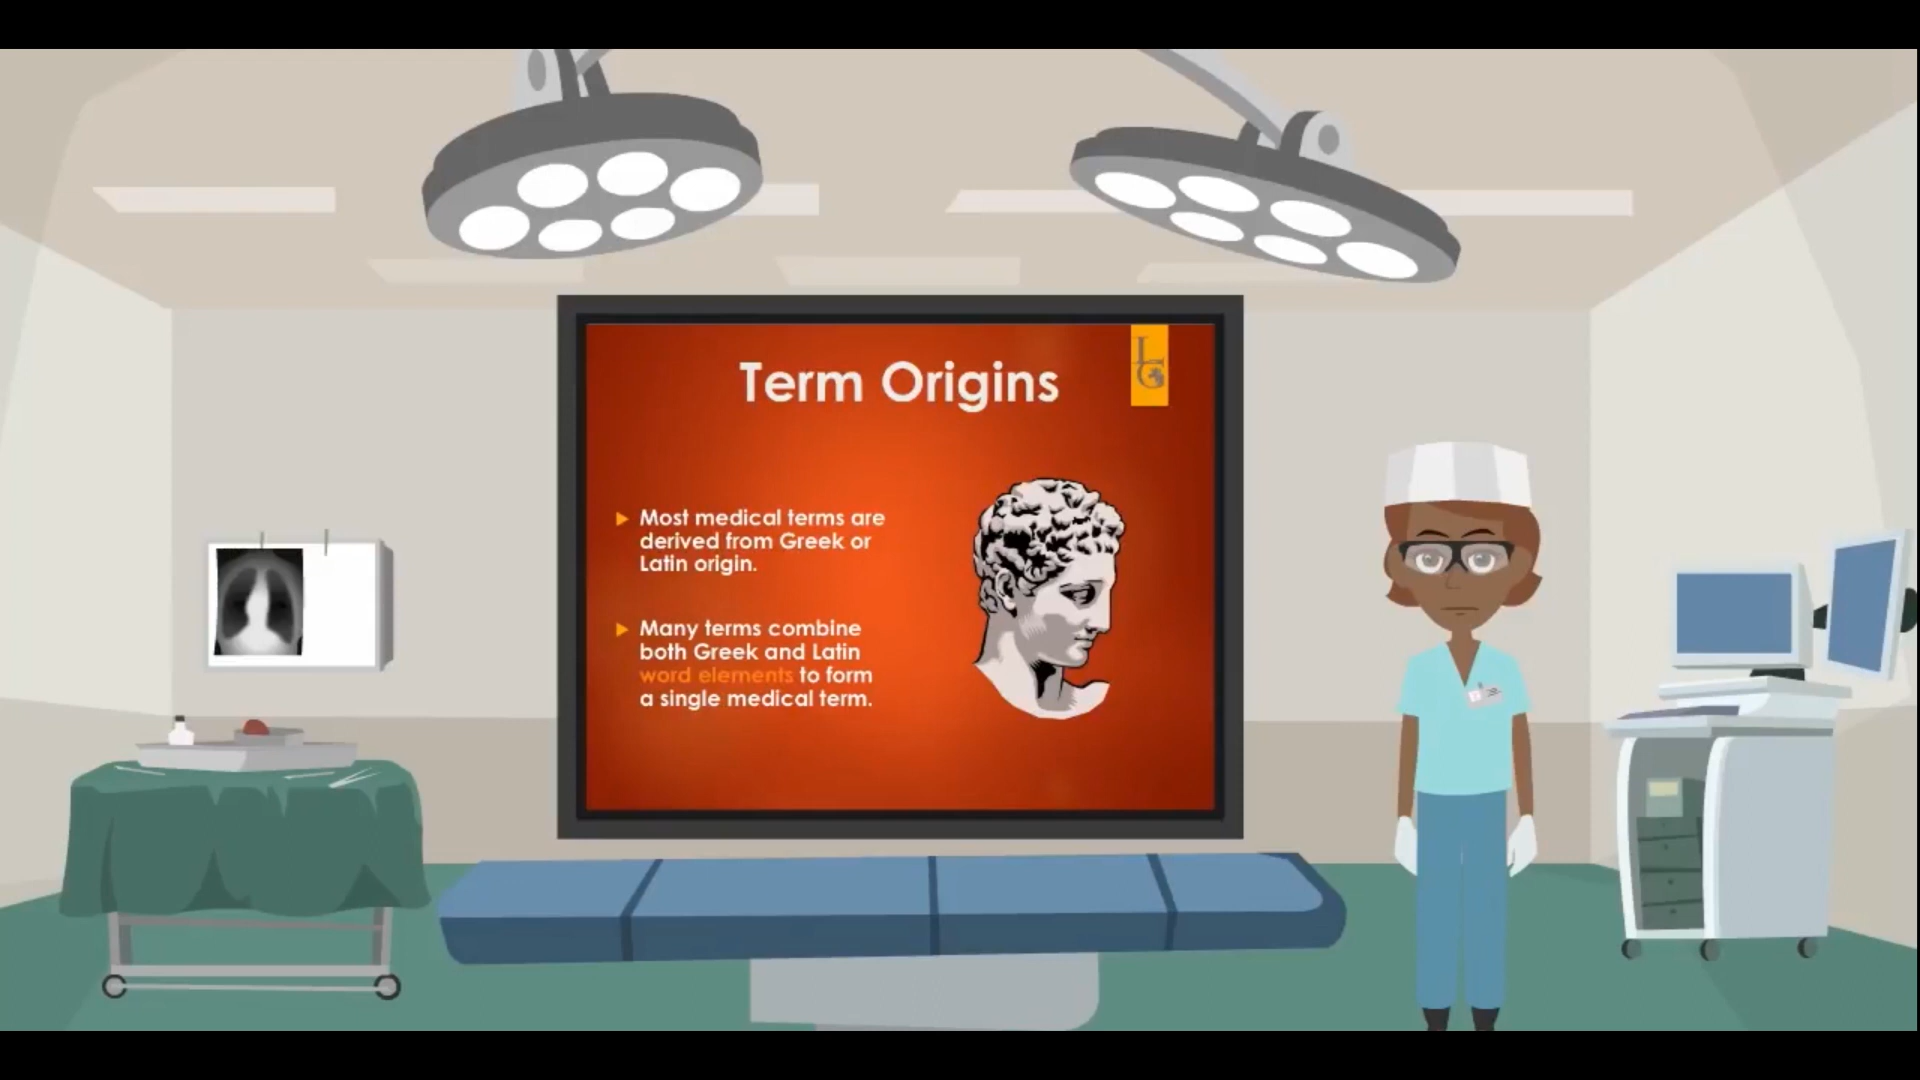 Term Origins
LG
Most medical terms are
derived from Greek or
Latin origin.
Many terms combine
both Greek and Latin
word elements to form
a single medical term.